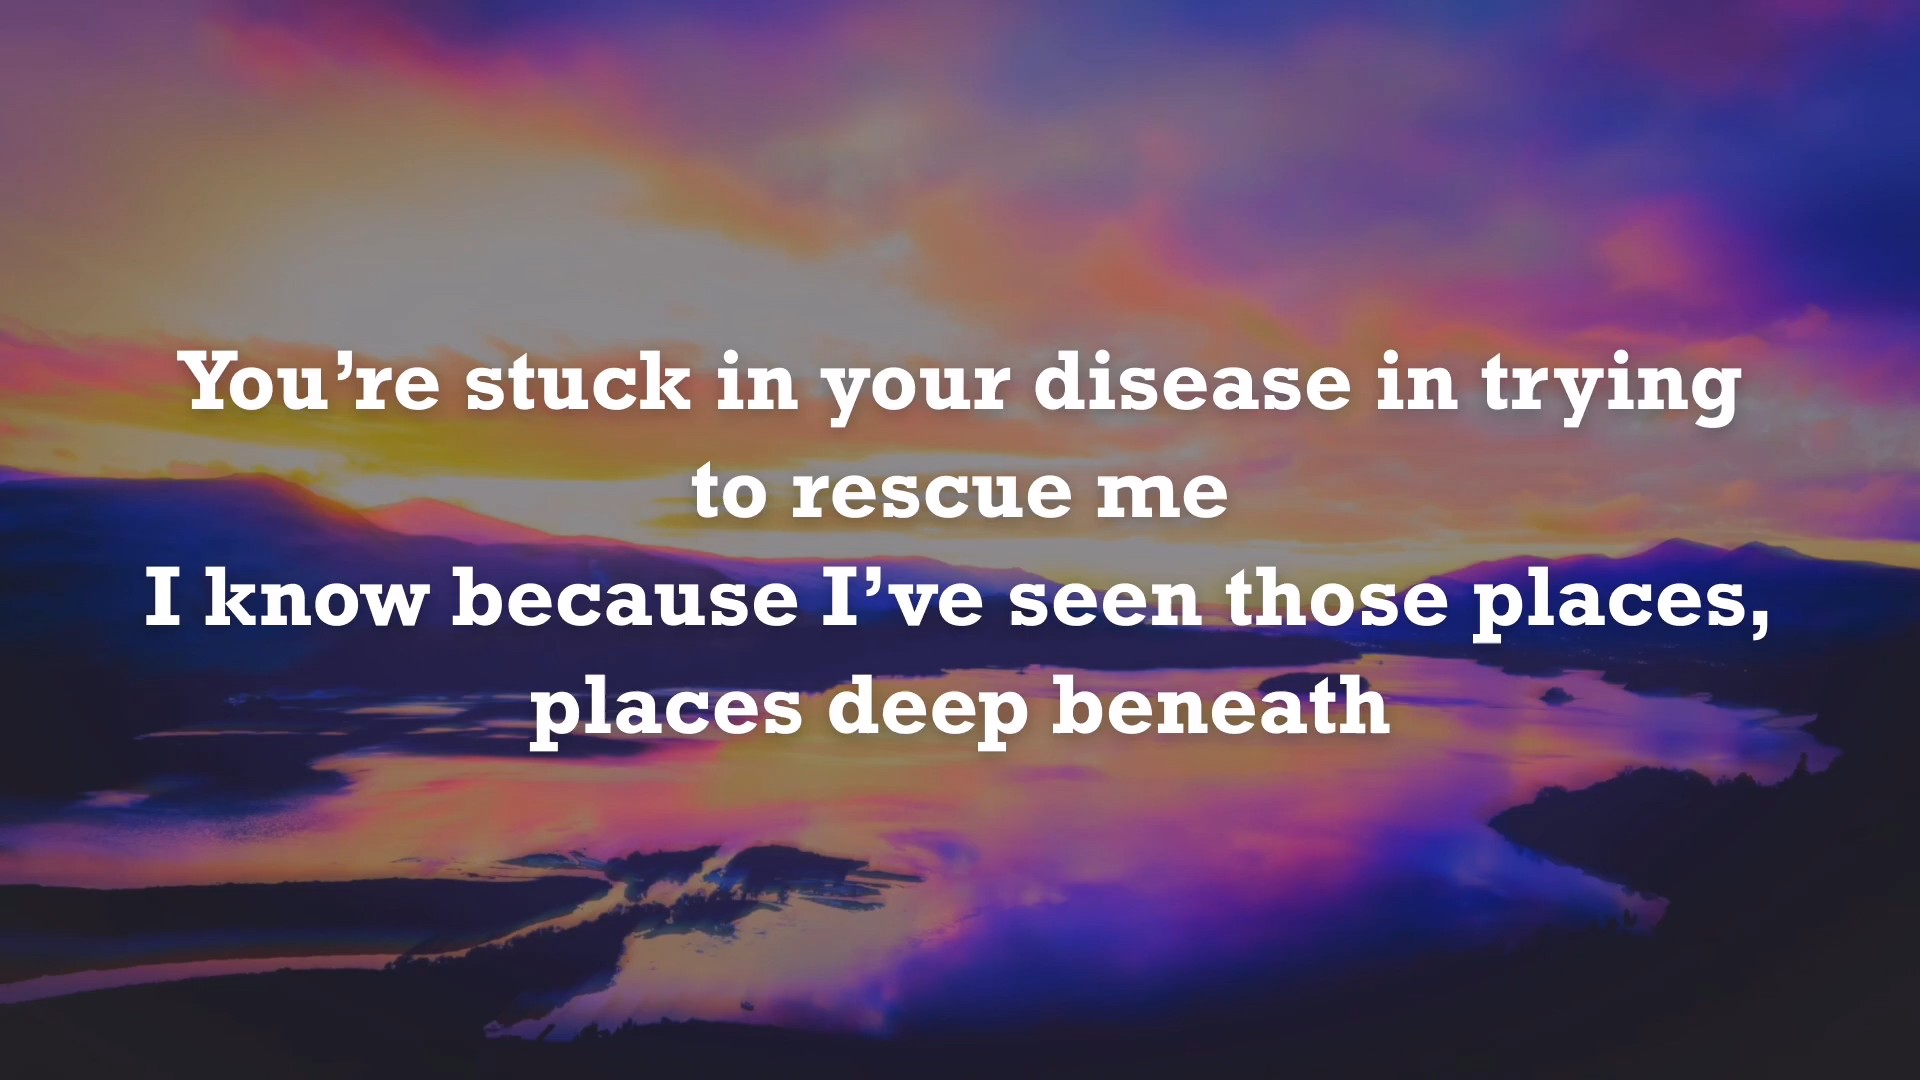 You’re stuck in your disease in trying
to rescue me
I know because I’ve seen those places,
places deep beneath